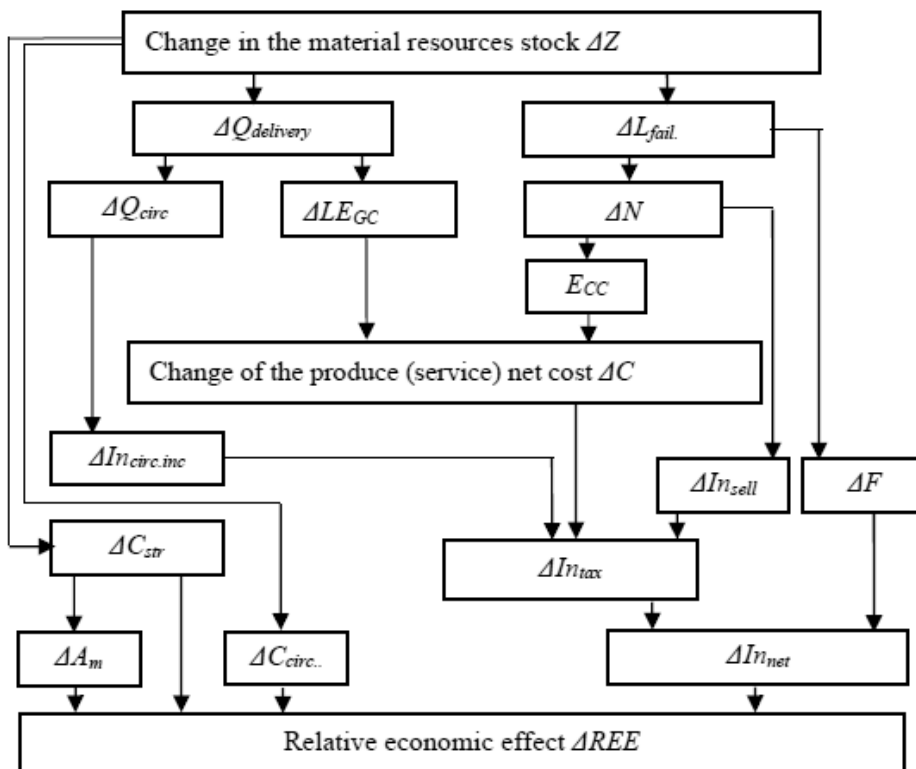 Change in the material resources stock ΔZ
ΔQdelivery
ΔLfail.
ΔQcirc
ΔLEGC
ΔN
ECC
Change of the produce (service) net cost ΔC
ΔIncirc.inc
ΔInsell
ΔF
ΔCstr
ΔIntax
ΔAm
ΔCcirc..
ΔInnet
Relative economic effect ΔREE